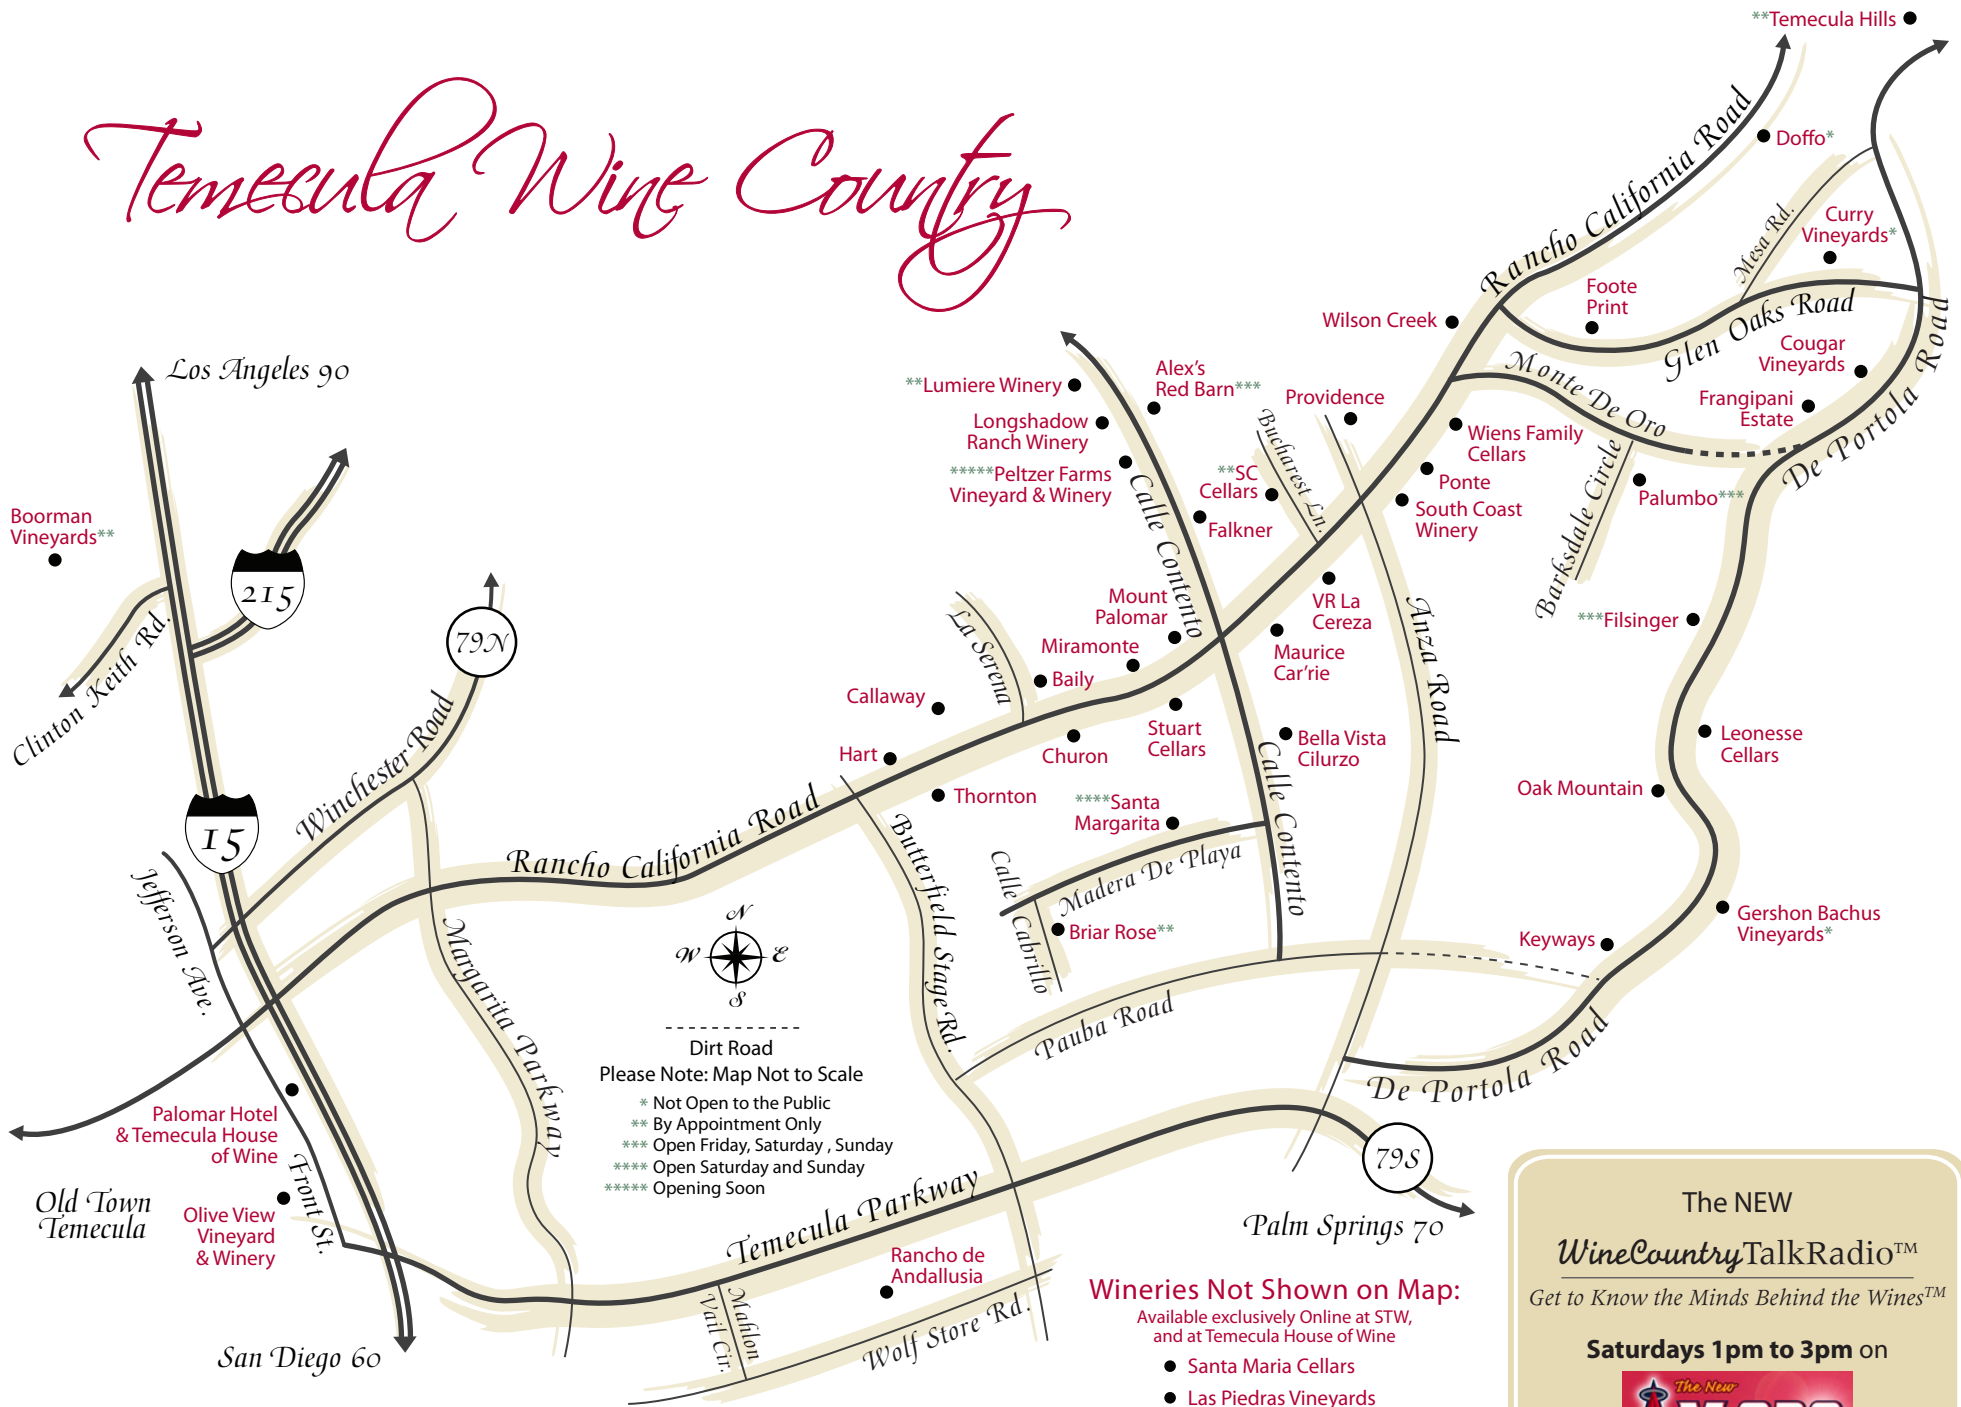 **Temecula Hills
Temecula Wine Country
Rancho California Road
Doffo*
Mesa Rd.
Curry
Vineyards*
Foote
Print
Glen Oaks Road
Wilson Creek
Monte De Oro
Cougar
Vineyards
Frangipani
Estate
De Portola Road
Los Angeles 90
**Lumiere Winery
Alex's
Red Barn***
Longshadow
Ranch Winery
Providence
Bucharest Ln.
*****Peltzer Farms
Vineyard & Winery
Calle Contento
**SC
Cellars
Falkner
Wiens Family
Cellars
Ponte
South Coast
Winery
Barksdale Circle
Palumbo***
Boorman
Vineyards**
215
Clinton Keith Rd.
79N
Winchester Road
La Serena
Mount
Palomar
Miramonte
Baily
VR La
Cereza
Maurice
Car'rie
Anza Road
***Filsinger
Callaway
Hart
Churon
Stuart
Cellars
Bella Vista
Cilurzo
Leonesse
Cellars
Oak Mountain
15
Jefferson Ave.
Rancho California Road
Thornton
****Santa
Margarita
Calle Contento
Butterfield Stage Rd.
Madera De Playa
Calle Cabrillo
Briar Rose**
Margarita Parkway
N
W
E
S
Keyways
Gershon Bachus
Vineyards*
Pauba Road
De Portola Road
Dirt Road
Please Note: Map Not to Scale
* Not Open to the Public
** By Appointment Only
*** Open Friday, Saturday , Sunday
**** Open Saturday and Sunday
***** Opening Soon
Palomar Hotel
& Temecula House
of Wine
Front St.
Old Town
Temecula
Olive View
Vineyard
& Winery
Temecula Parkway
79S
Palm Springs 70
Rancho de
Andallusia
Mahlon
Vail Cir.
Wolf Store Rd.
San Diego 60
Wineries Not Shown on Map:
Available exclusively Online at STW,
and at Temecula House of Wine
Santa Maria Cellars
Las Piedras Vineyards
The NEW
WineCountryTalkRadio™
Get to Know the Minds Behind the Wines™
Saturdays 1pm to 3pm on
The New